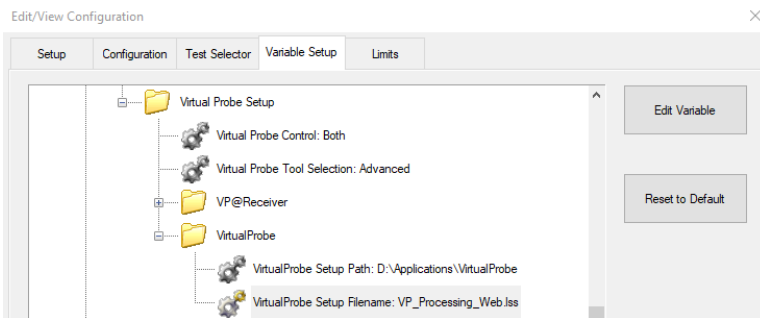 Edit/View Configuration
Setup Configuration Test Selector Variable Setup Limits
Virtual Probe Setup
Edit Variable
Virtual Probe Control: Both
Virtual Probe Tool Selection: Advanced
VP@Receiver
Reset to Default
VirtualProbe
VirtualProbe Setup Path: D:\Applications\VirtualProbe
VirtualProbe Setup Filename: VP_Processing_Web.lss